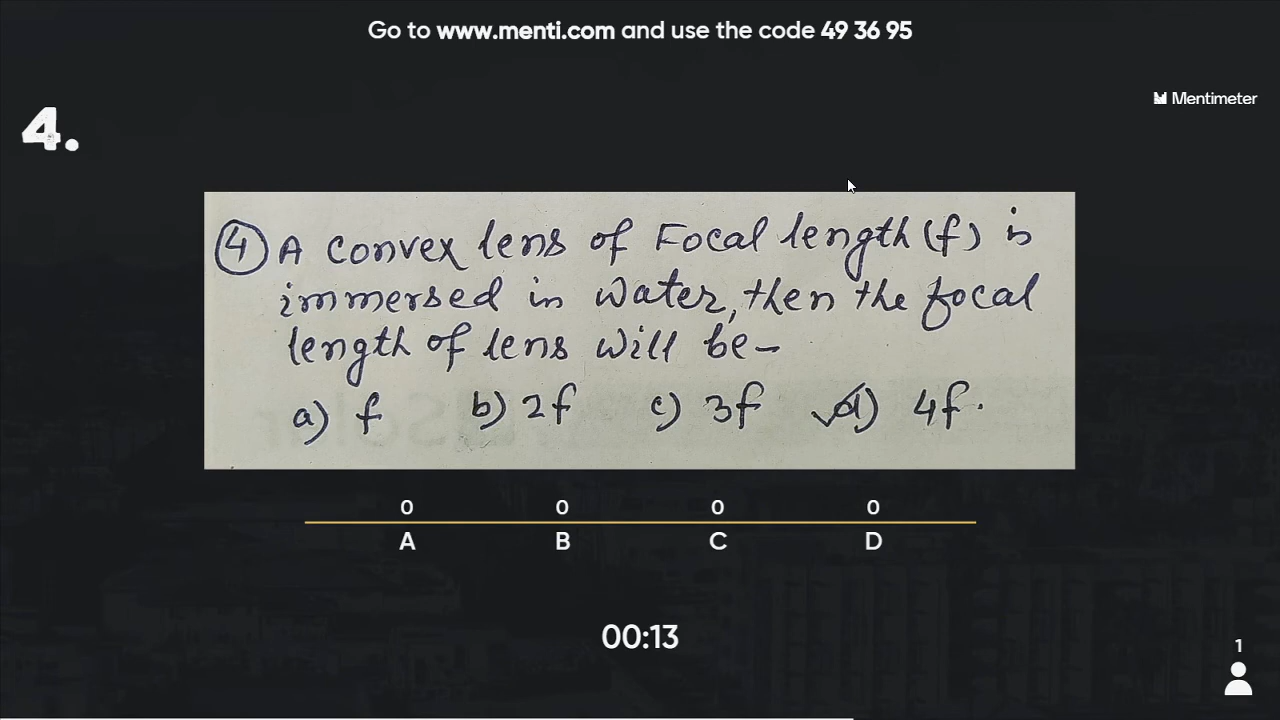 Go to www.menti.com and use the code 49 36 95
Mentimeter
4.
4 A convex lens of Focal length (f) is
immersed in water, then the focal
length of lens will be-
a) f b) 2f c) 3f ✓d) 4f.
0 0 0 0
A B C D
00:13
1